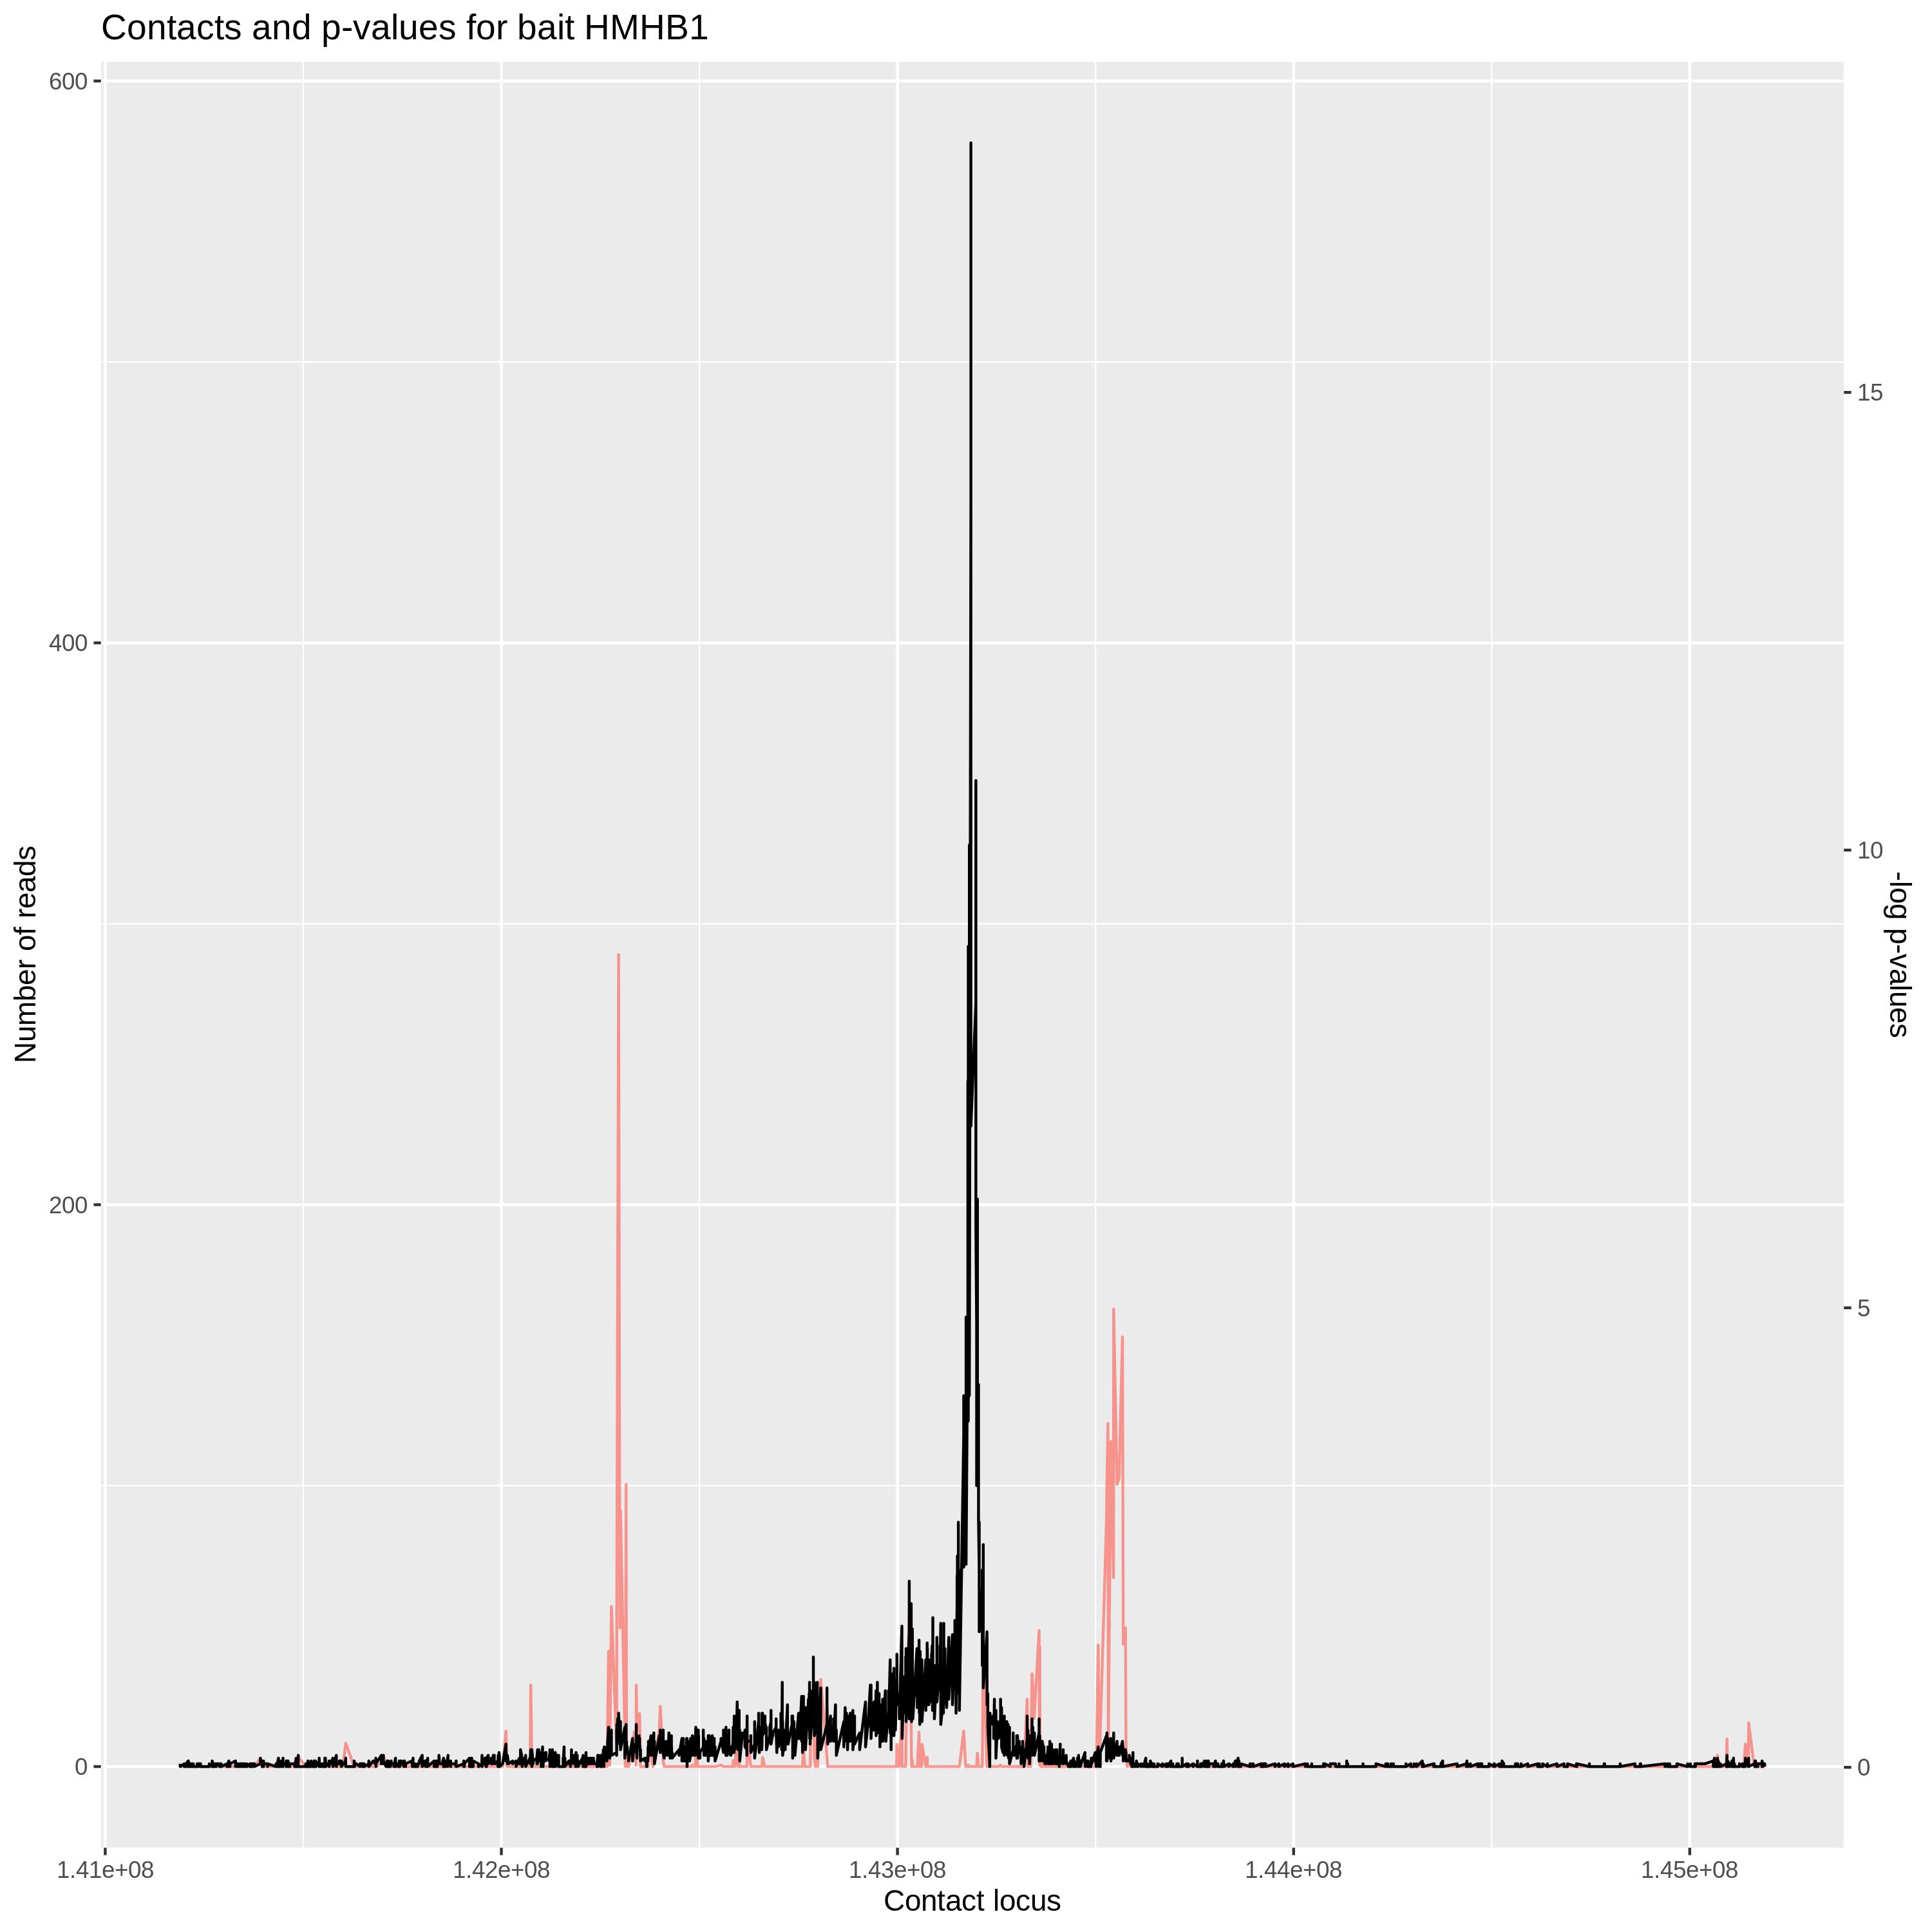 Contacts and p-values for bait HMHB1
600
400
200
0
15
10
5
0
Number of reads
-log p-values
1.41e+08
1.42e+08
1.43e+08
1.44e+08
1.45e+08
Contact locus